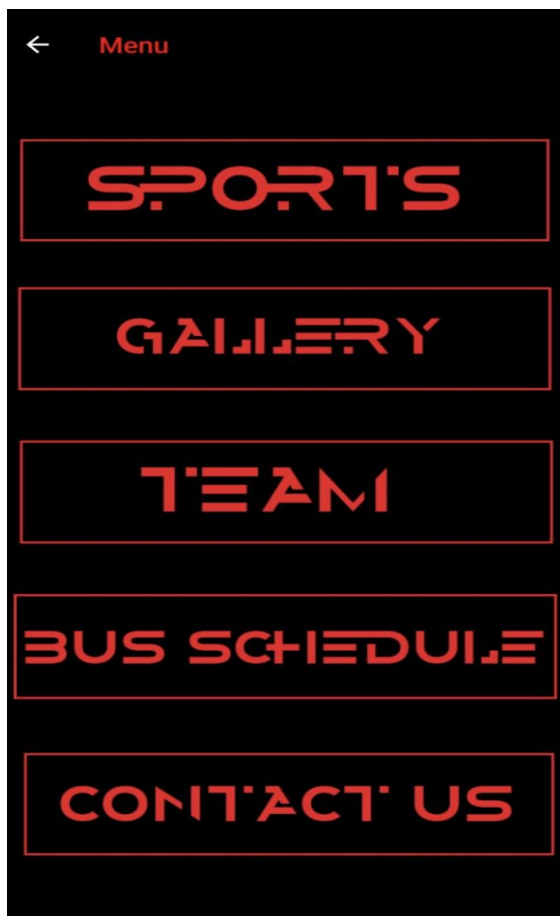 Menu
SPORTS
GALLERY
TEAM
BUS SCHEDULE
CONTACT US